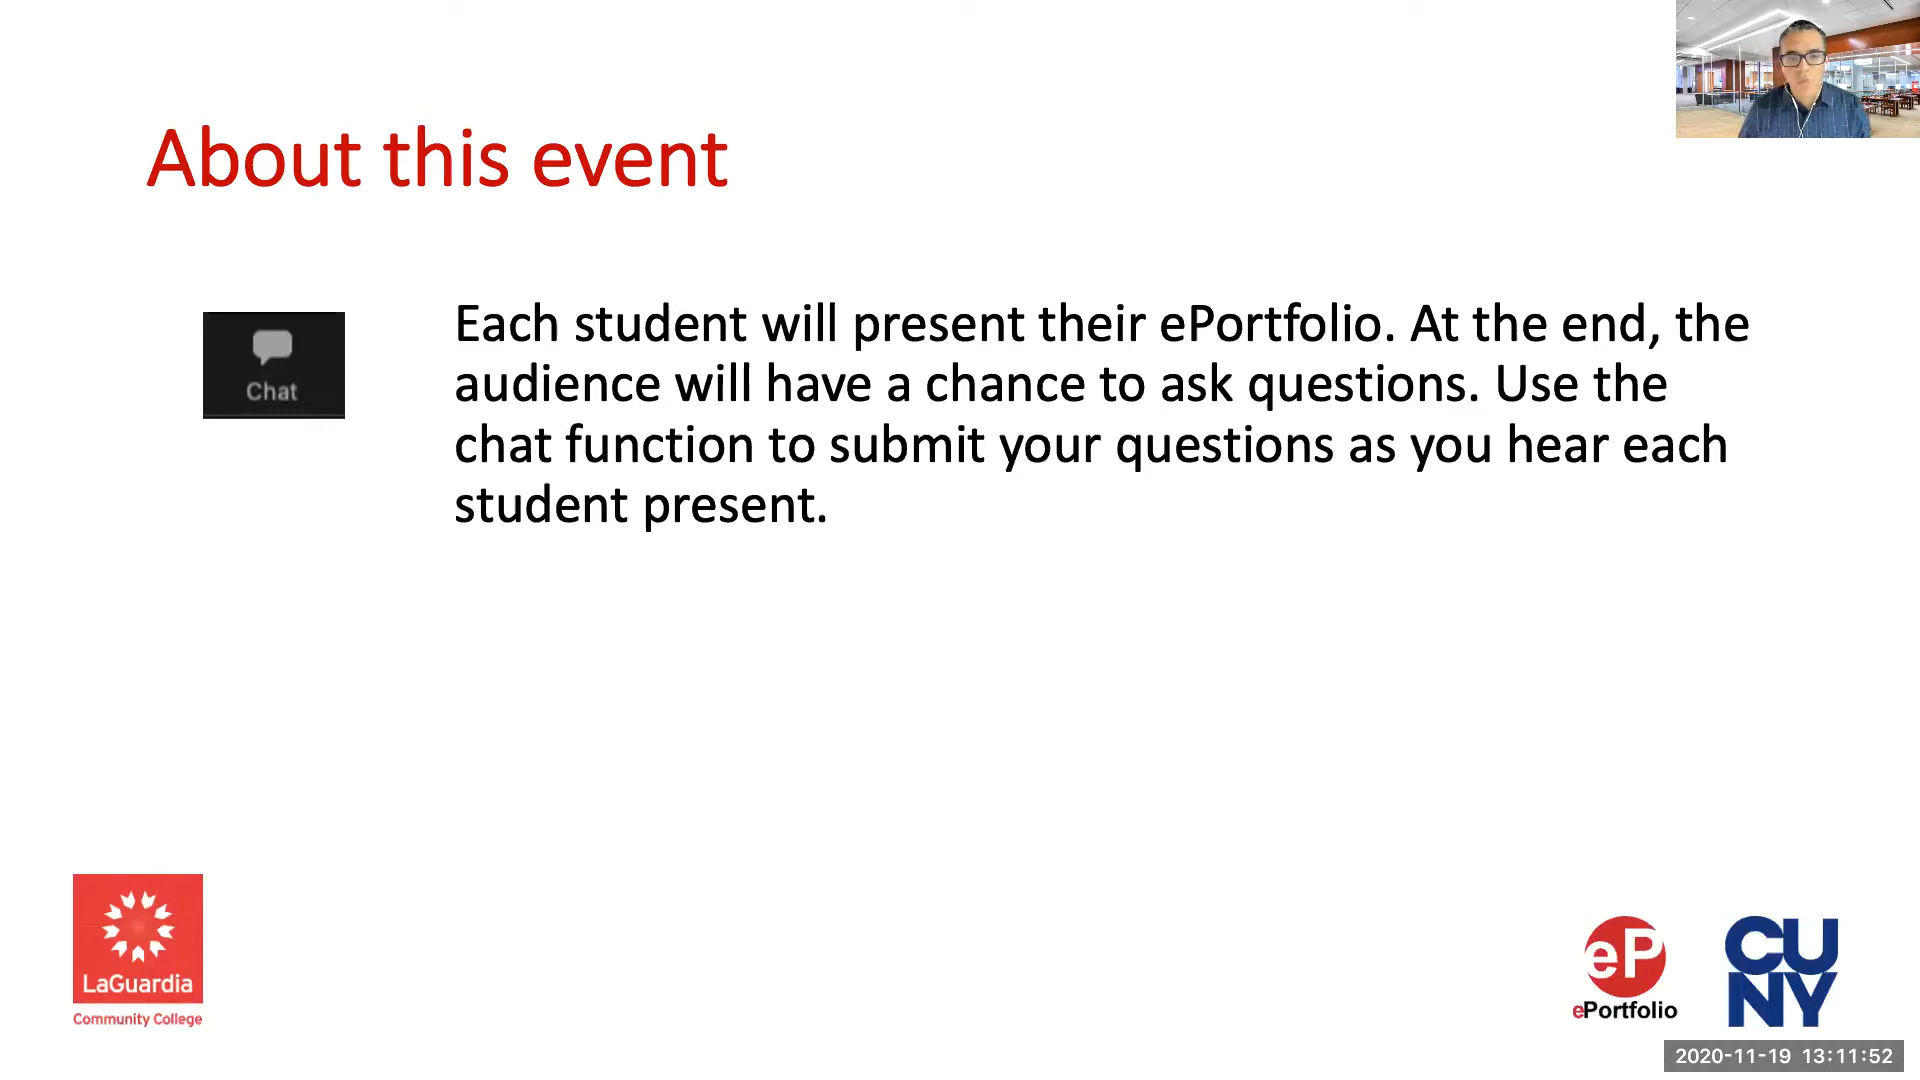 About this event
Chat
Each student will present their ePortfolio. At the end, the
audience will have a chance to ask questions. Use the
chat function to submit your questions as you hear each
student present.
LaGuardia
Community College
eP
ePortfolio
CU
NY
2020-11-19 13:11:52